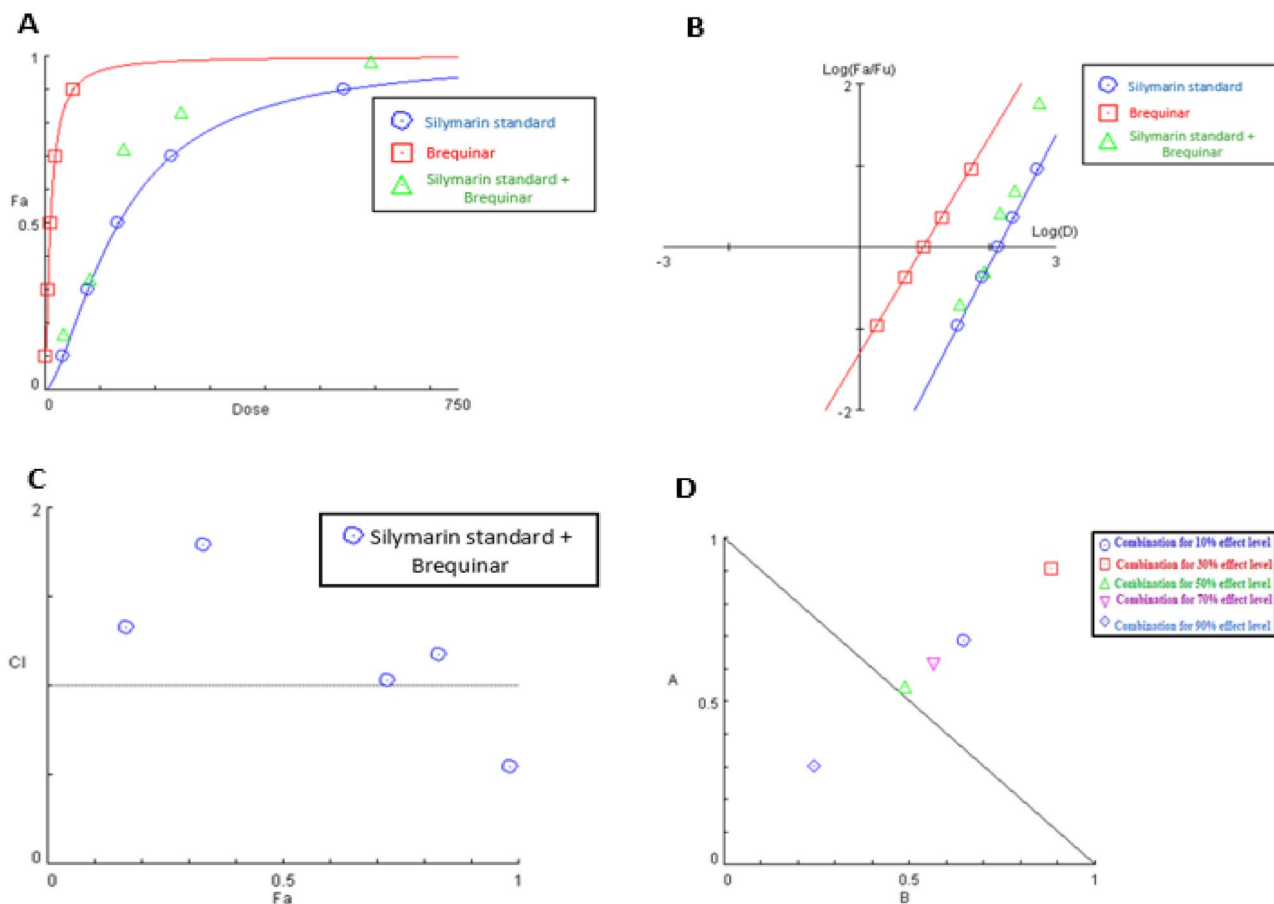 A
1
Fa
0.5
0
0
Dose
750
Silymarin standard
Brequinar
Silymarin standard +
Brequinar
B
Log(Fa/Fu)
2
Log(D)
-3
3
-2
Silymarin standard
Brequinar
Silymarin standard +
Brequinar
C
2
CI
0
0
0.5
1
Fa
Silymarin standard +
Brequinar
D
1
A
0.5
0
0
0.5
1
B
Combination for 10% effect level
Combination for 30% effect level
Combination for 50% effect level
Combination for 70% effect level
Combination for 90% effect level